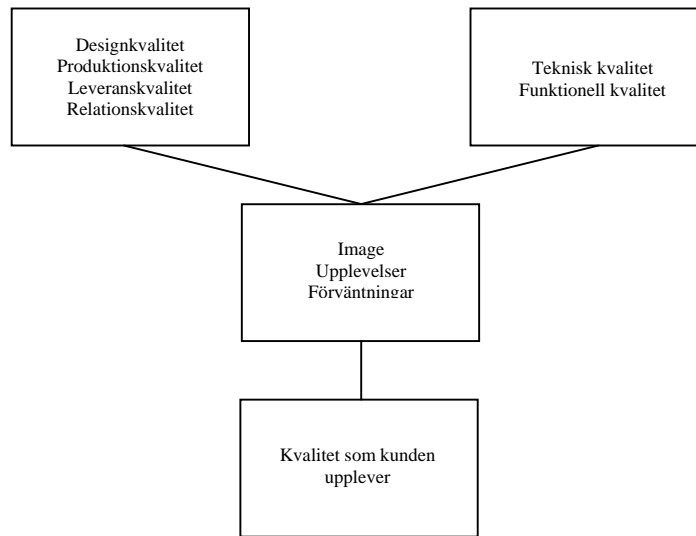 Designkvalitet
Produktionskvalitet
Leveranskvalitet
Relationskvalitet
Teknisk kvalitet
Funktionell kvalitet
Image
Upplevelser
Förväntningar
Kvalitet som kunden
upplever